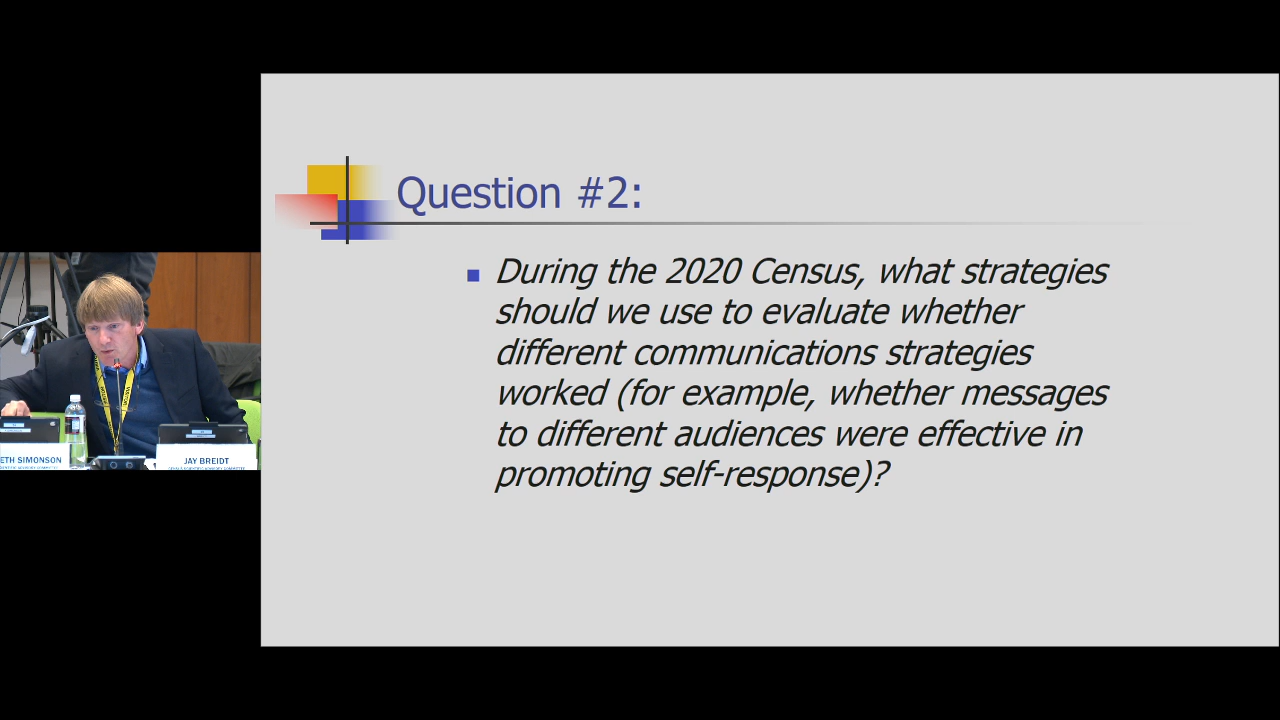 Question #2:
During the 2020 Census, what strategies
should we use to evaluate whether
different communications strategies
worked (for example, whether messages
to different audiences were effective in
promoting self-response)?
ETH SIMONSON
JAY BREIDT